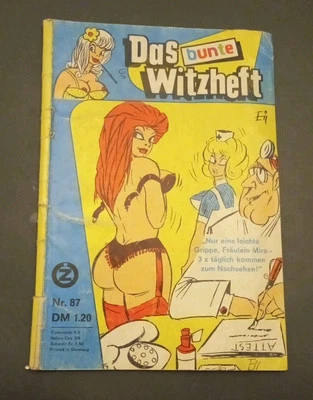 Das bunte
Witzheft
„Nur eine leichte
Grippe, Fräulein Mira—
3 x täglich kommen
zum Nachsehen!"
Z
Nr. 87
DM 1.20
Printed in Germany
ATTEST